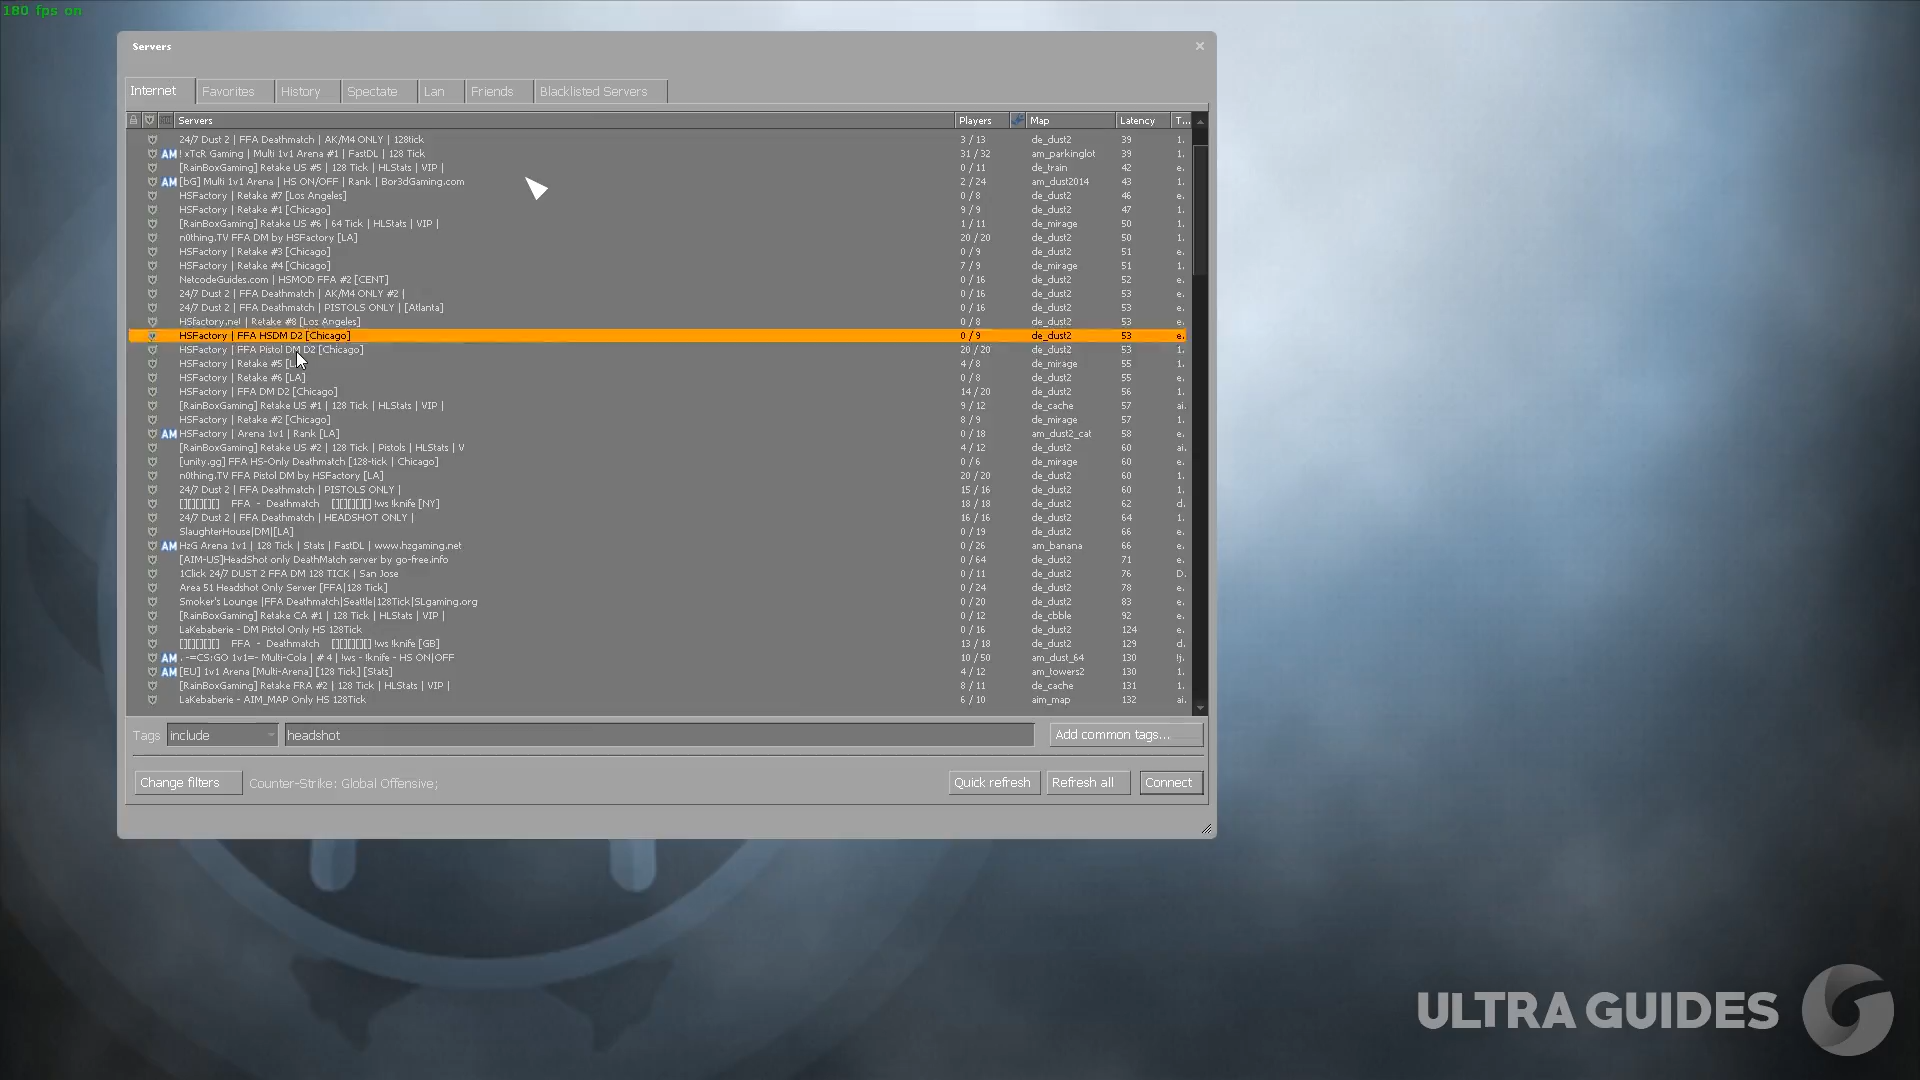 180 fps on
Servers
Internet Favorites History Spectate Lan Friends Blacklisted Servers
Servers Players Map Latency T...
24/7 Dust 2 | FFA Deathmatch | AK/M4 ONLY | 128tick 3 / 13 de_dust2 39 1.
AM ! xTcR Gaming | Multi 1v1 Arena #1 | FastDL | 128 Tick 31 / 32 am_parkinglot 39 1.
[RainBoxGaming] Retake US #5 | 128 Tick | HLStats | VIP | 0 / 11 de_train 42 e.
AM [bG] Multi 1v1 Arena | HS ON/OFF | Rank | Bor3dGaming.com 2 / 24 am_dust2014 43 1.
HSFactory | Retake #7 [Los Angeles] 0 / 8 de_dust2 46 e.
HSFactory | Retake #1 [Chicago] 9 / 9 de_dust2 47 1.
[RainBoxGaming] Retake US #6 | 64 Tick | HLStats | VIP | 1 / 11 de_mirage 50 1.
n0thing.TV FFA DM by HSFactory [LA] 20 / 20 de_dust2 50 1.
HSFactory | Retake #3 [Chicago] 0 / 9 de_dust2 51 e.
HSFactory | Retake #4 [Chicago] 7 / 9 de_mirage 51 1.
NetcodeGuides.com | HSMOD FFA #2 [CENT] 0 / 16 de_dust2 52 e.
24/7 Dust 2 | FFA Deathmatch | AK/M4 ONLY #2 | 0 / 16 de_dust2 53 e.
24/7 Dust 2 | FFA Deathmatch | PISTOLS ONLY | [Atlanta] 0 / 16 de_dust2 53 e.
HSfactory.net | Retake #8 [Los Angeles] 0 / 8 de_dust2 53 e.
HSFactory | FFA HSDM D2 [Chicago] 0 / 9 de_dust2 53 e.
HSFactory | FFA Pistol DM D2 [Chicago] 20 / 20 de_dust2 53 1.
HSFactory | Retake #5 4 / 8 de_mirage 55 1.
HSFactory | Retake #6 [LA] 0 / 8 de_dust2 55 e.
HSFactory | FFA DM D2 [Chicago] 14 / 20 de_dust2 56 1.
[RainBoxGaming] Retake US #1 | 128 Tick | HLStats | VIP | 9 / 12 de_cache 57 ai.
HSFactory | Retake #2 [Chicago] 8 / 9 de_mirage 57 1.
AM HSFactory | Arena 1v1 | Rank [LA] 0 / 18 am_dust2_cat 58 e.
[RainBoxGaming] Retake US #2 | 128 Tick | Pistols | HLStats | V 4 / 12 de_dust2 60 ai.
[unity.gg] FFA HS-Only Deathmatch [128-tick | Chicago] 0 / 6 de_mirage 60 e.
n0thing.TV FFA Pistol DM by HSFactory [LA] 20 / 20 de_dust2 60 1.
24/7 Dust 2 | FFA Deathmatch | PISTOLS ONLY | 15 / 16 de_dust2 60 1.
[][][][][] FFA - Deathmatch [][][][][] !ws !knife [NY] 18 / 18 de_dust2 62 d.
24/7 Dust 2 | FFA Deathmatch | HEADSHOT ONLY | 16 / 16 de_dust2 64 1.
SlaughterHouse|DM|[LA] 0 / 19 de_dust2 66 e.
AM HzG Arena 1v1 | 128 Tick | Stats | FastDL | www.hzgaming.net 0 / 26 am_banana 66 e.
[AIM-US]HeadShot only DeathMatch server by go-free.info 0 / 64 de_dust2 71 e.
1Click 24/7 DUST 2 FFA DM 128 TICK | San Jose 0 / 11 de_dust2 76 D.
Area 51 Headshot Only Server [FFA|128 Tick] 0 / 24 de_dust2 78 e.
Smoker's Lounge |FFA Deathmatch|Seattle|128Tick|SLgaming.org 0 / 20 de_dust2 83 e.
[RainBoxGaming] Retake CA #1 | 128 Tick | HLStats | VIP | 0 / 12 de_cbble 92 e.
LaKebaberie - DM Pistol Only HS 128Tick 0 / 16 de_dust2 124 e.
[][][][][] FFA - Deathmatch [][][][][] !ws !knife [GB] 13 / 18 de_dust2 129 d.
AM . -=CS:GO 1v1=- Multi-Cola | # 4 | !ws - !knife - HS ON|OFF 10 / 50 am_dust_64 130 !j.
AM [EU] 1v1 Arena [Multi-Arena] [128 Tick] [Stats] 4 / 12 am_towers2 130 1.
[RainBoxGaming] Retake FRA #2 | 128 Tick | HLStats | VIP | 8 / 11 de_cache 131 1.
LaKebaberie - AIM_MAP Only HS 128Tick 6 / 10 aim_map 132 ai.
Tags include headshot Add common tags...
Change filters Counter-Strike: Global Offensive; Quick refresh Refresh all Connect
ULTRA GUIDES